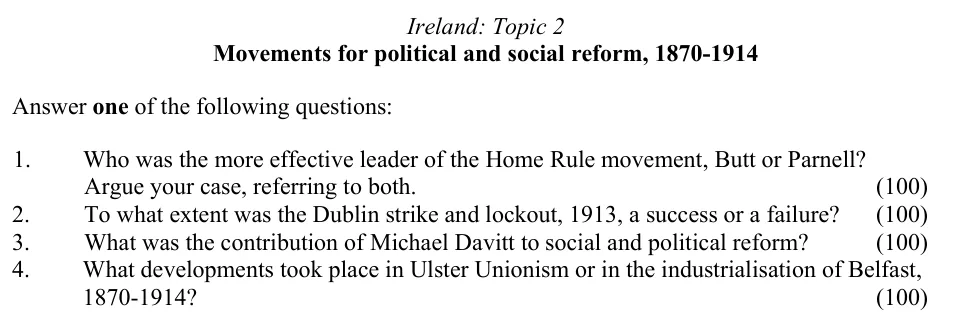 Ireland: Topic 2
Movements for political and social reform, 1870-1914
Answer one of the following questions:
1. Who was the more effective leader of the Home Rule movement, Butt or Parnell?
Argue your case, referring to both. (100)
2. To what extent was the Dublin strike and lockout, 1913, a success or a failure? (100)
3. What was the contribution of Michael Davitt to social and political reform? (100)
4. What developments took place in Ulster Unionism or in the industrialisation of Belfast,
1870-1914? (100)